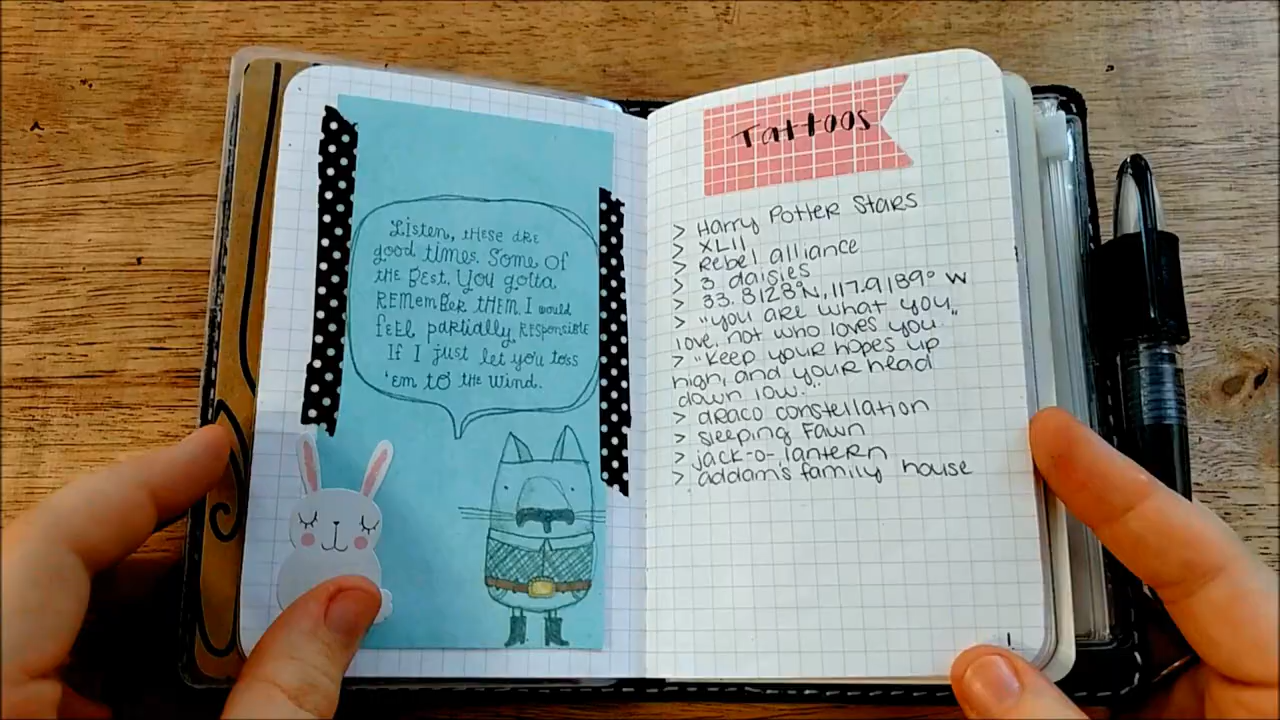 Listen, these are
good times. Some of
the Best. You gotta
REMember THEM. I would
feel partially responsible
If I just let you toss
'em to the wind.
Tattoos
> Harry Potter Stars
> XLII
> Rebel alliance
> 3 daisies
> 33.8128°N, 117.9189° W
> "you are what you
love, not who loves you."
> "Keep your hopes up
high, and your head
down low."
> draco constellation
> sleeping Fawn
> jack-o-lantern
> addam's family house
1